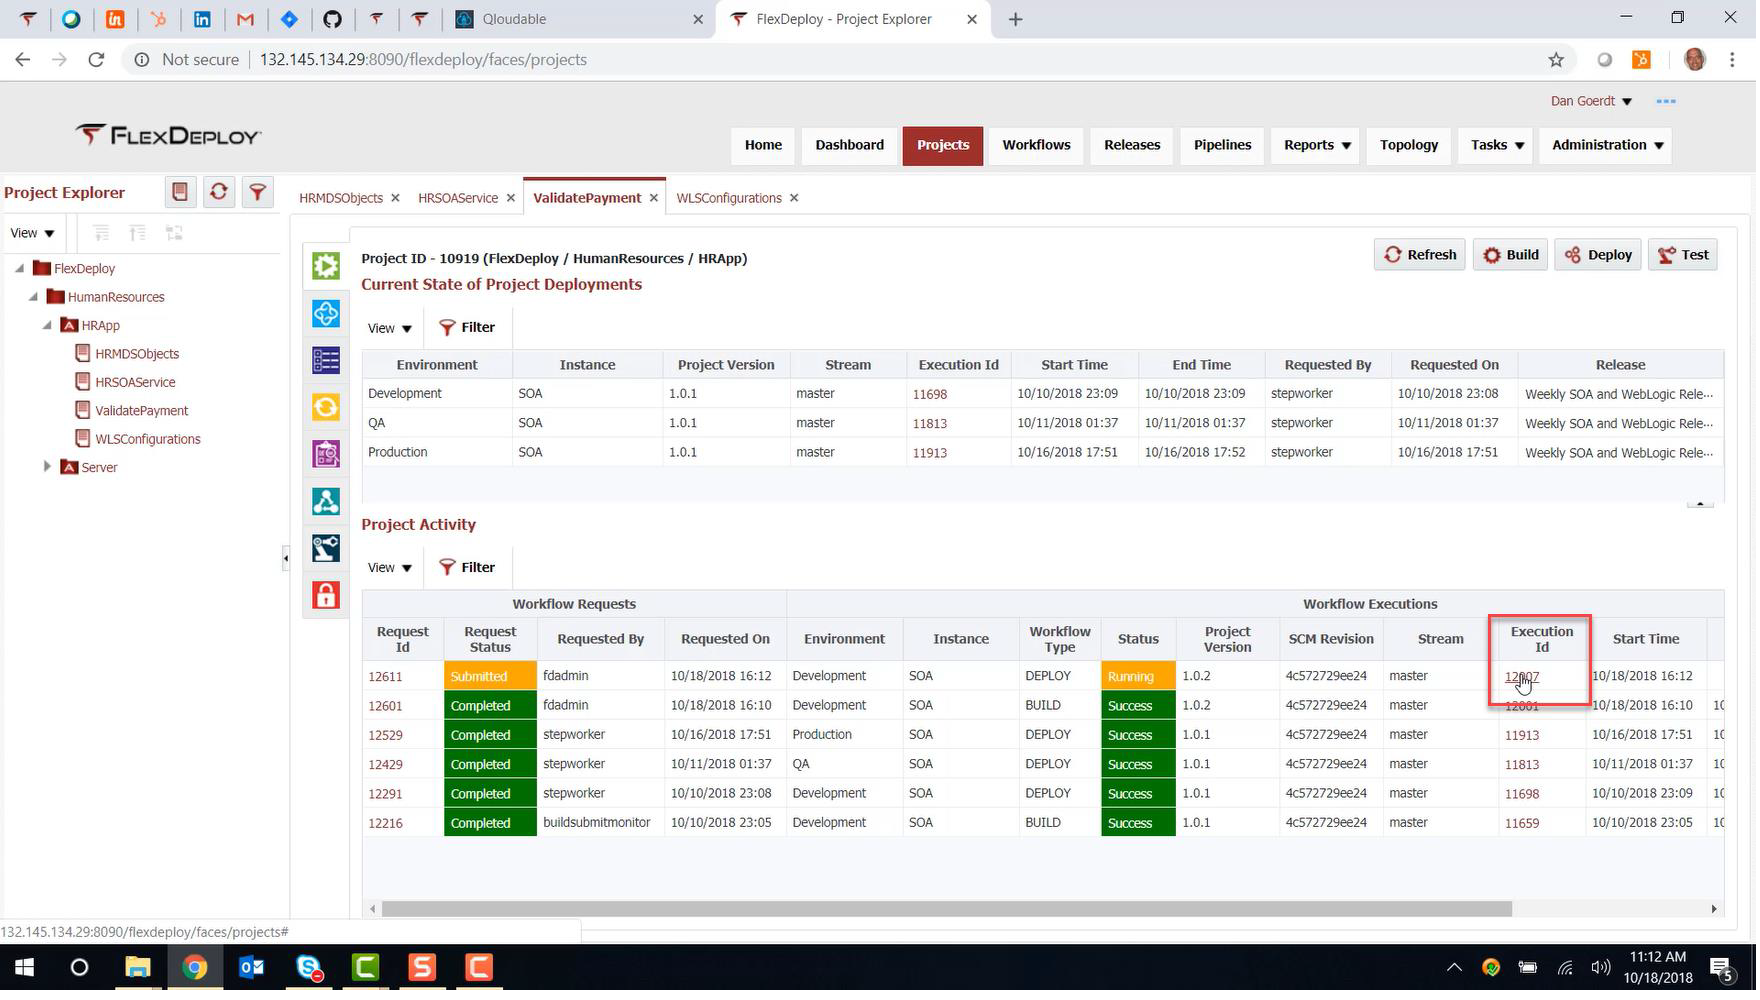 Qloudable
FlexDeploy - Project Explorer
Not secure 132.145.134.29:8090/flexdeploy/faces/projects
Dan Goerdt
FLEXDEPLOY
Home Dashboard Projects Workflows Releases Pipelines Reports Topology Tasks Administration
Project Explorer
HRMDSObjects HRSOAService ValidatePayment WLSConfigurations
View
FlexDeploy
HumanResources
HRApp
HRMDSObjects
HRSOAService
ValidatePayment
WLSConfigurations
Server
Project ID - 10919 (FlexDeploy / HumanResources / HRApp)
Refresh Build Deploy Test
Current State of Project Deployments
View Filter
Environment Instance Project Version Stream Execution Id Start Time End Time Requested By Requested On Release
Development SOA 1.0.1 master 11698 10/10/2018 23:09 10/10/2018 23:09 stepworker 10/10/2018 23:08 Weekly SOA and WebLogic Rele···
QA SOA 1.0.1 master 11813 10/11/2018 01:37 10/11/2018 01:37 stepworker 10/11/2018 01:37 Weekly SOA and WebLogic Rele···
Production SOA 1.0.1 master 11913 10/16/2018 17:51 10/16/2018 17:52 stepworker 10/16/2018 17:51 Weekly SOA and WebLogic Rele···
Project Activity
View Filter
Workflow Requests Workflow Executions
Request Id Request Status Requested By Requested On Environment Instance Workflow Type Status Project Version SCM Revision Stream Execution Id Start Time
12611 Submitted fdadmin 10/18/2018 16:12 Development SOA DEPLOY Running 1.0.2 4c572729ee24 master 10/18/2018 16:12
12601 Completed fdadmin 10/18/2018 16:10 Development SOA BUILD Success 1.0.2 4c572729ee24 master 12001 10/18/2018 16:10 10
12529 Completed stepworker 10/16/2018 17:51 Production SOA DEPLOY Success 1.0.1 4c572729ee24 master 11913 10/16/2018 17:51 10
12429 Completed stepworker 10/11/2018 01:37 QA SOA DEPLOY Success 1.0.1 4c572729ee24 master 11813 10/11/2018 01:37 10
12291 Completed stepworker 10/10/2018 23:08 Development SOA DEPLOY Success 1.0.1 4c572729ee24 master 11698 10/10/2018 23:09 10
12216 Completed buildsubmitmonitor 10/10/2018 23:05 Development SOA BUILD Success 1.0.1 4c572729ee24 master 11659 10/10/2018 23:05 10
132.145.134.29:8090/flexdeploy/faces/projects#
11:12 AM
10/18/2018
5